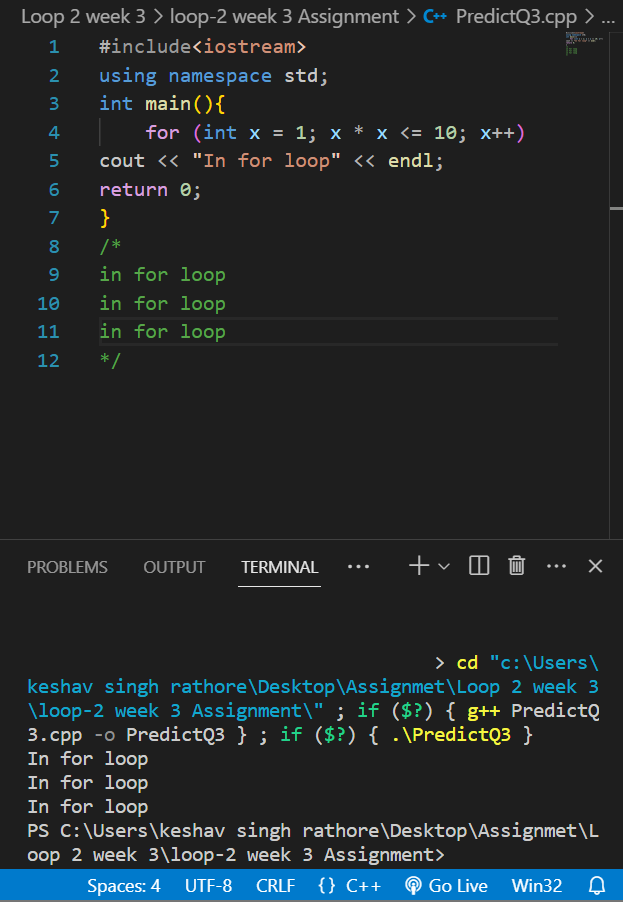 Loop 2 week 3 > loop-2 week 3 Assignment > C++ PredictQ3.cpp > ...
1 #include<iostream>
2 using namespace std;
3 int main(){
4     for (int x = 1; x * x <= 10; x++)
5 cout << "In for loop" << endl;
6 return 0;
7 }
8 /*
9 in for loop
10 in for loop
11 in for loop
12 */
PROBLEMS OUTPUT TERMINAL ...
> cd "c:\Users\
keshav singh rathore\Desktop\Assignmet\Loop 2 week 3
\loop-2 week 3 Assignment\" ; if ($?) { g++ PredictQ
3.cpp -o PredictQ3 } ; if ($?) { .\PredictQ3 }
In for loop
In for loop
In for loop
PS C:\Users\keshav singh rathore\Desktop\Assignmet\L
oop 2 week 3\loop-2 week 3 Assignment>
Spaces: 4 UTF-8 CRLF {} C++ Go Live Win32